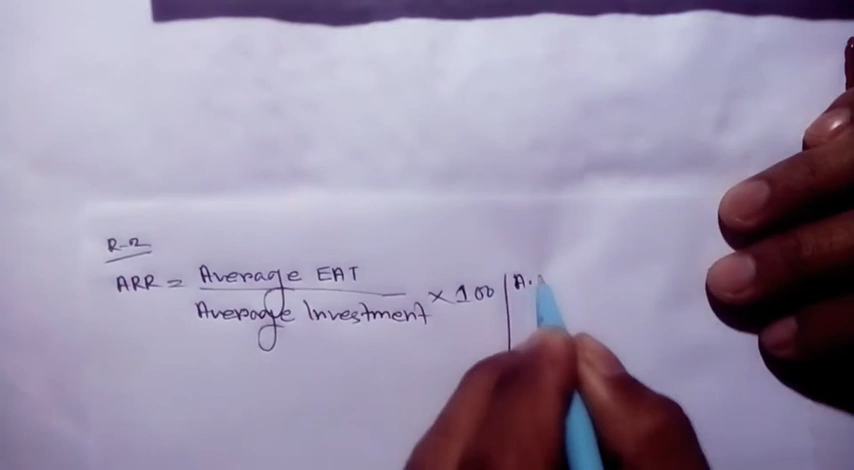 R-2
ARR = Average EAT / Average Investment × 100 | A.